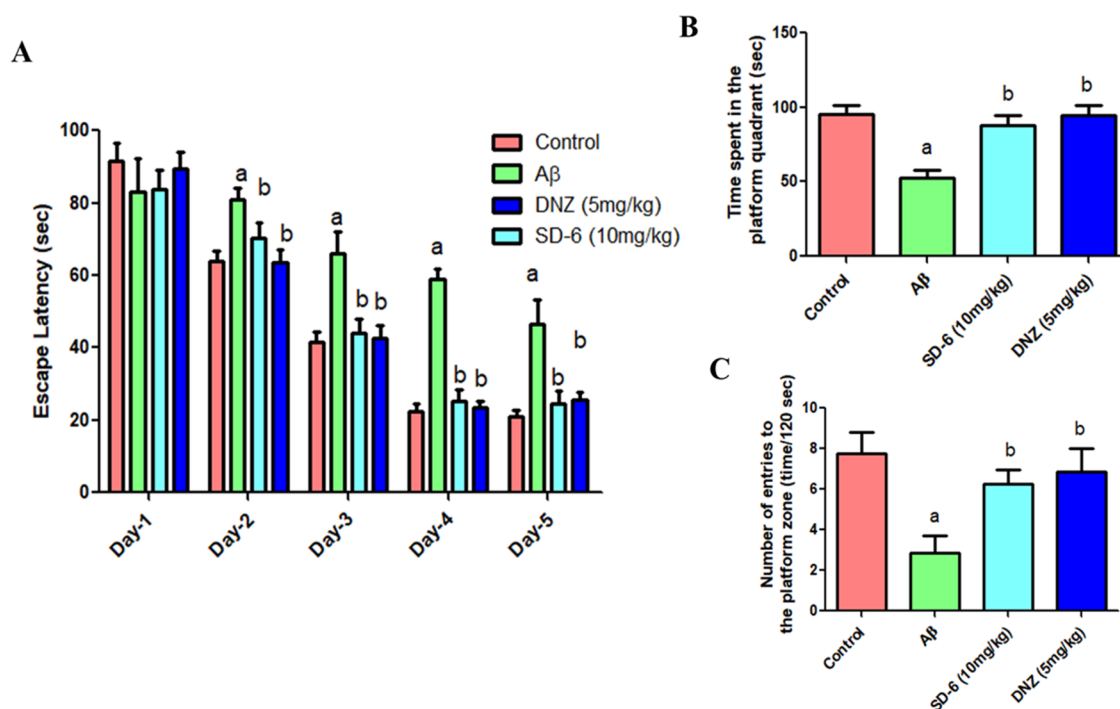 A
Escape Latency (sec)
100
80
60
40
20
0
a
b
b
a
b b
a
b b
a
b
b
Control
Aβ
DNZ (5mg/kg)
SD-6 (10mg/kg)
Day-1
Day-2
Day-3
Day-4
Day-5
B
Time spent in the
platform quadrant (sec)
150
100
50
0
a
b
b
Control
Aβ
SD-6 (10mg/kg)
DNZ (5mg/kg)
C
Number of entries to
the platform zone (time/120 sec)
10
8
6
4
2
0
a
b
b
Control
Aβ
SD-6 (10mg/kg)
DNZ (5mg/kg)